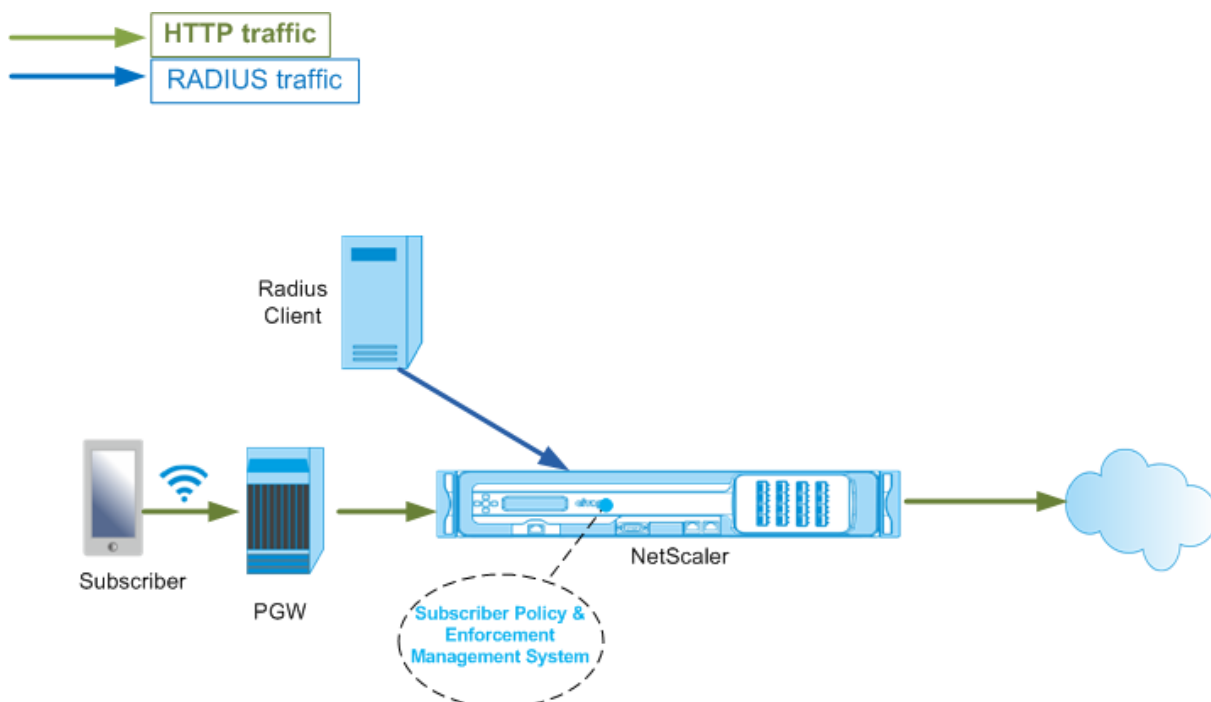 HTTP traffic
RADIUS traffic
Radius
Client
Subscriber
PGW
NetScaler
Subscriber Policy &
Enforcement
Management System